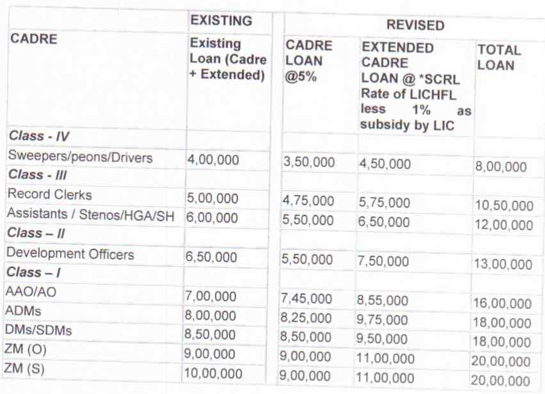 EXISTING REVISED
CADRE Existing Loan (Cadre + Extended) CADRE LOAN @5% EXTENDED CADRE LOAN @ *SCRL Rate of LICHFL less 1% as subsidy by LIC TOTAL LOAN
Class - IV
Sweepers/peons/Drivers 4,00,000 3,50,000 4,50,000 8,00,000
Class - III
Record Clerks 5,00,000 4,75,000 5,75,000 10,50,000
Assistants / Stenos/HGA/SH 6,00,000 5,50,000 6,50,000 12,00,000
Class – II
Development Officers 6,50,000 5,50,000 7,50,000 13,00,000
Class – I
AAO/AO 7,00,000 7,45,000 8,55,000 16,00,000
ADMs 8,00,000 8,25,000 9,75,000 18,00,000
DMs/SDMs 8,50,000 8,50,000 9,50,000 18,00,000
ZM (O) 9,00,000 9,00,000 11,00,000 20,00,000
ZM (S) 10,00,000 9,00,000 11,00,000 20,00,000